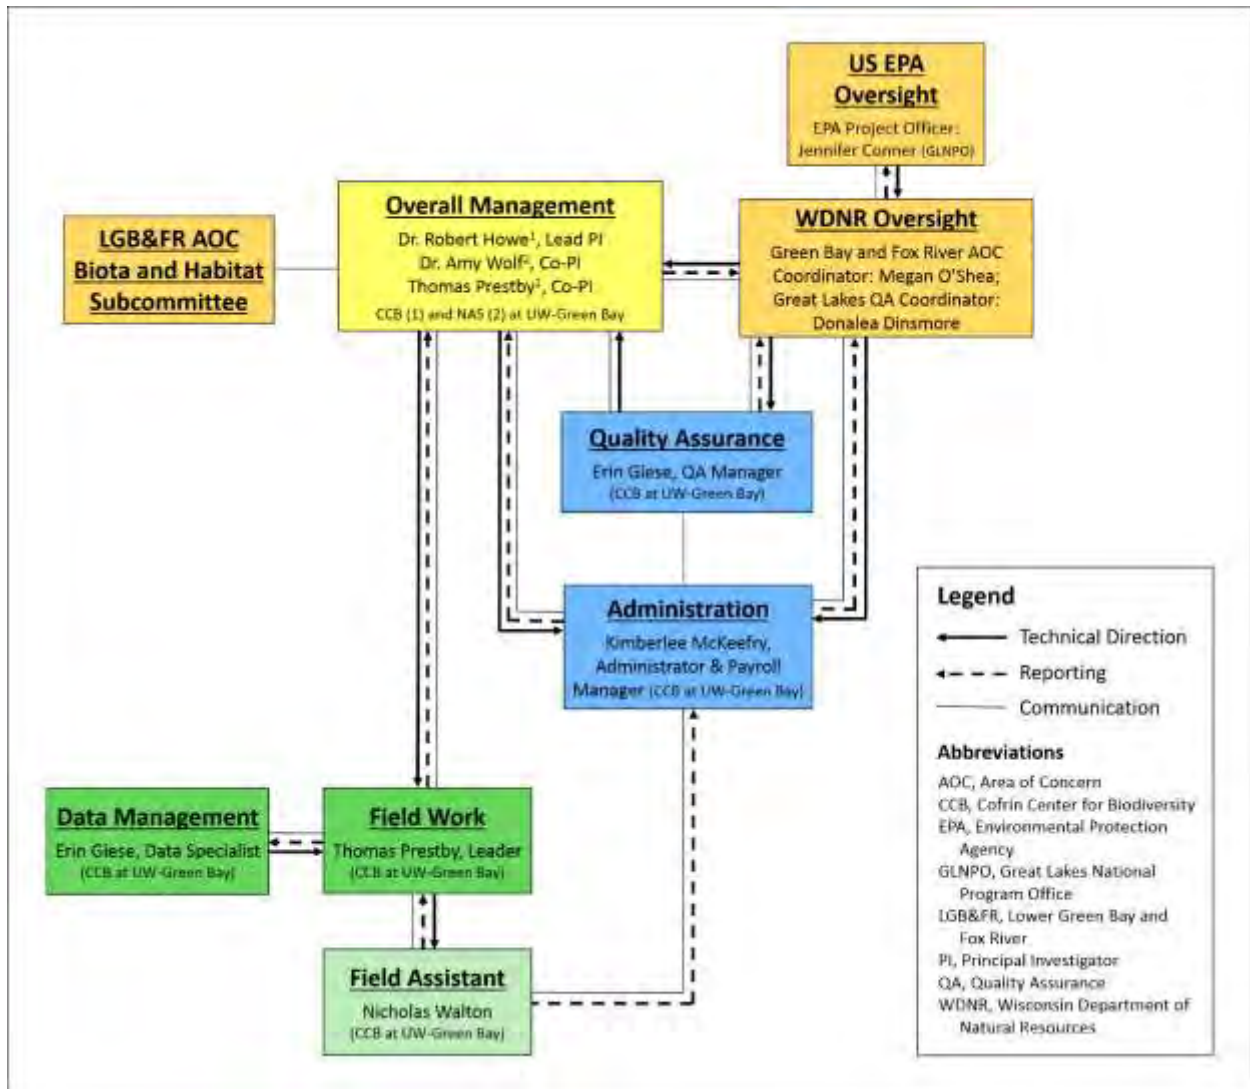 US EPA
Oversight
EPA Project Officer:
Jennifer Conner (GLNPO)
Overall Management
Dr. Robert Howe¹, Lead PI
Dr. Amy Wolf², Co-PI
Thomas Prestby¹, Co-PI
CCB (1) and NAS (2) at UW-Green Bay
WDNR Oversight
Green Bay and Fox River AOC
Coordinator: Megan O'Shea;
Great Lakes QA Coordinator:
Donalea Dinsmore
LGB&FR AOC
Biota and Habitat
Subcommittee
Quality Assurance
Erin Giese, QA Manager
(CCB at UW-Green Bay)
Administration
Kimberlee McKeefry,
Administrator & Payroll
Manager (CCB at UW-Green Bay)
Data Management
Erin Giese, Data Specialist
(CCB at UW-Green Bay)
Field Work
Thomas Prestby, Leader
(CCB at UW-Green Bay)
Field Assistant
Nicholas Walton
(CCB at UW-Green Bay)
Legend
Technical Direction
Reporting
Communication
Abbreviations
AOC, Area of Concern
CCB, Cofrin Center for Biodiversity
EPA, Environmental Protection
Agency
GLNPO, Great Lakes National
Program Office
LGB&FR, Lower Green Bay and
Fox River
PI, Principal Investigator
QA, Quality Assurance
WDNR, Wisconsin Department of
Natural Resources